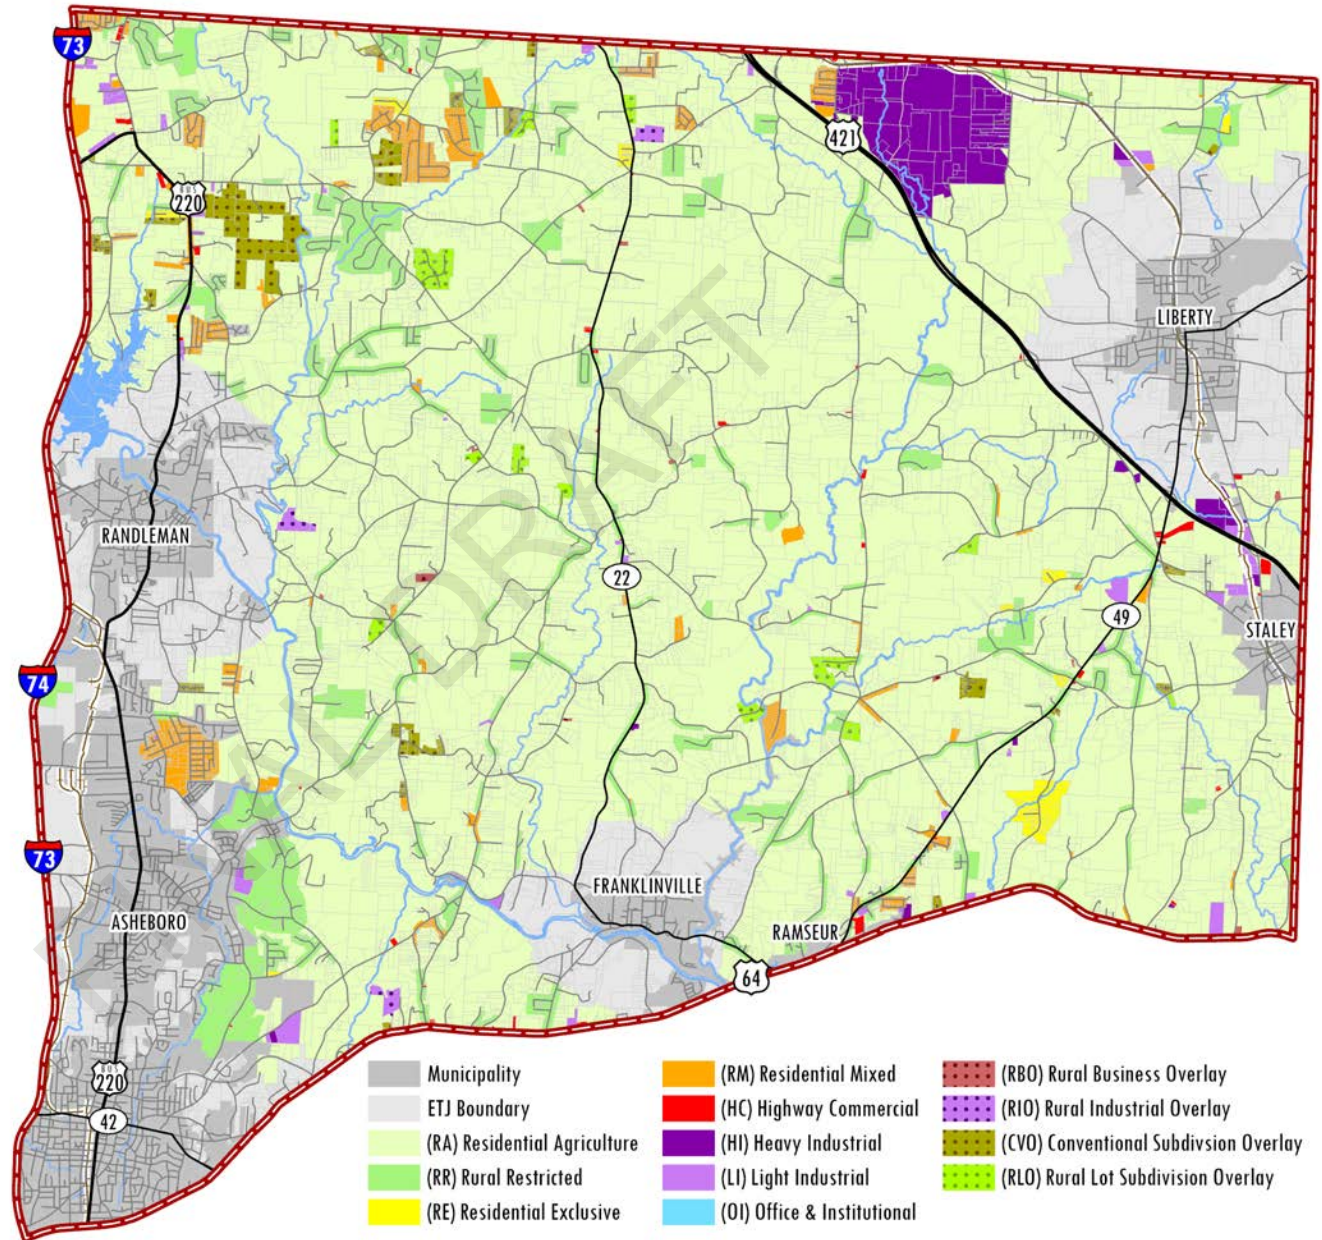 73
421
BUS
220
LIBERTY
RANDLEMAN
22
49
STALEY
74
73
FRANKLINVILLE
ASHEBORO
RAMSEUR
64
BUS
220
42
DRAFT
Municipality
ETJ Boundary
(RA) Residential Agriculture
(RR) Rural Restricted
(RE) Residential Exclusive
(RM) Residential Mixed
(HC) Highway Commercial
(HI) Heavy Industrial
(LI) Light Industrial
(OI) Office & Institutional
(RBO) Rural Business Overlay
(RIO) Rural Industrial Overlay
(CVO) Conventional Subdivsion Overlay
(RLO) Rural Lot Subdivision Overlay